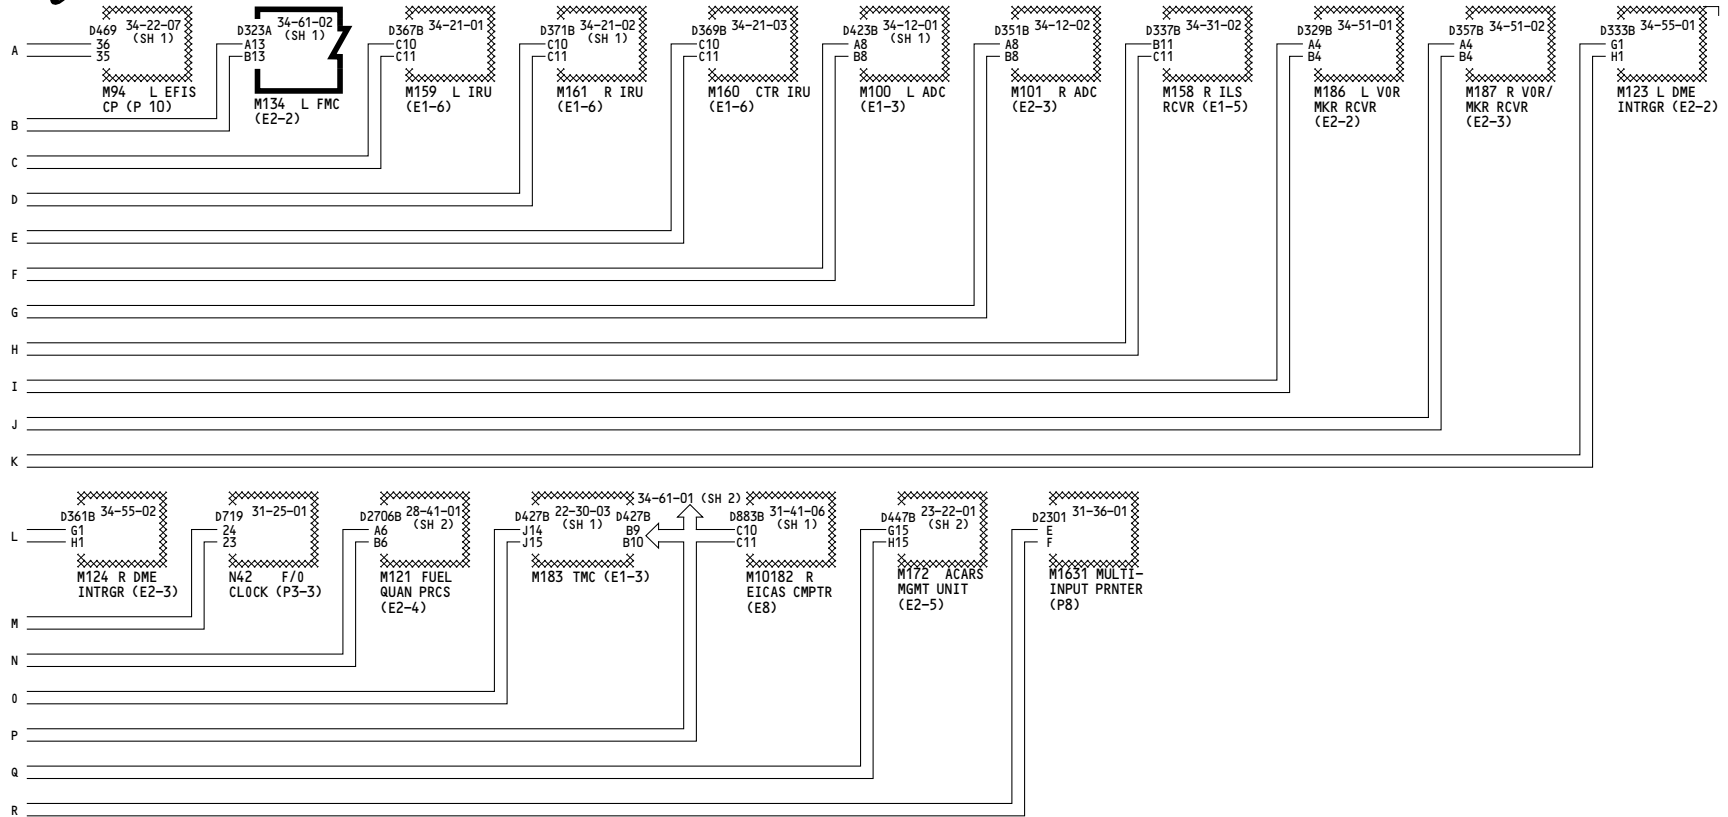 A
D469 34-22-07
(SH 1)
36
35
M94 L EFIS
CP (P 10)
D323A 34-61-02
(SH 1)
A13
B13
M134 L FMC
(E2-2)
D367B 34-21-01
C10
C11
M159 L IRU
(E1-6)
D371B 34-21-02
(SH 1)
C10
C11
M161 R IRU
(E1-6)
D369B 34-21-03
C10
C11
M160 CTR IRU
(E1-6)
D423B 34-12-01
(SH 1)
A8
B8
M100 L ADC
(E1-3)
D351B 34-12-02
A8
B8
M101 R ADC
(E2-3)
D337B 34-31-02
B11
C11
M158 R ILS
RCVR (E1-5)
D329B 34-51-01
A4
B4
M186 L VOR
MKR RCVR
(E2-2)
D357B 34-51-02
A4
B4
M187 R VOR/
MKR RCVR
(E2-3)
D333B 34-55-01
G1
H1
M123 L DME
INTRGR (E2-2)
B
C
D
E
F
G
H
I
J
K
L
D361B 34-55-02
G1
H1
M124 R DME
INTRGR (E2-3)
D719 31-25-01
24
23
N42 F/O
CLOCK (P3-3)
D2706B 28-41-01
(SH 2)
A6
B6
M121 FUEL
QUAN PRCS
(E2-4)
D427B 22-30-03 D427B
(SH 1)
J14 B9
J15 B10
M183 TMC (E1-3)
34-61-01 (SH 2)
D883B 31-41-06
(SH 1)
C10
C11
M10182 R
EICAS CMPTR
(E8)
D447B 23-22-01
(SH 2)
G15
H15
M172 ACARS
MGMT UNIT
(E2-5)
D2301 31-36-01
E
F
M1631 MULTI-
INPUT PRNTER
(P8)
M
N
O
P
Q
R